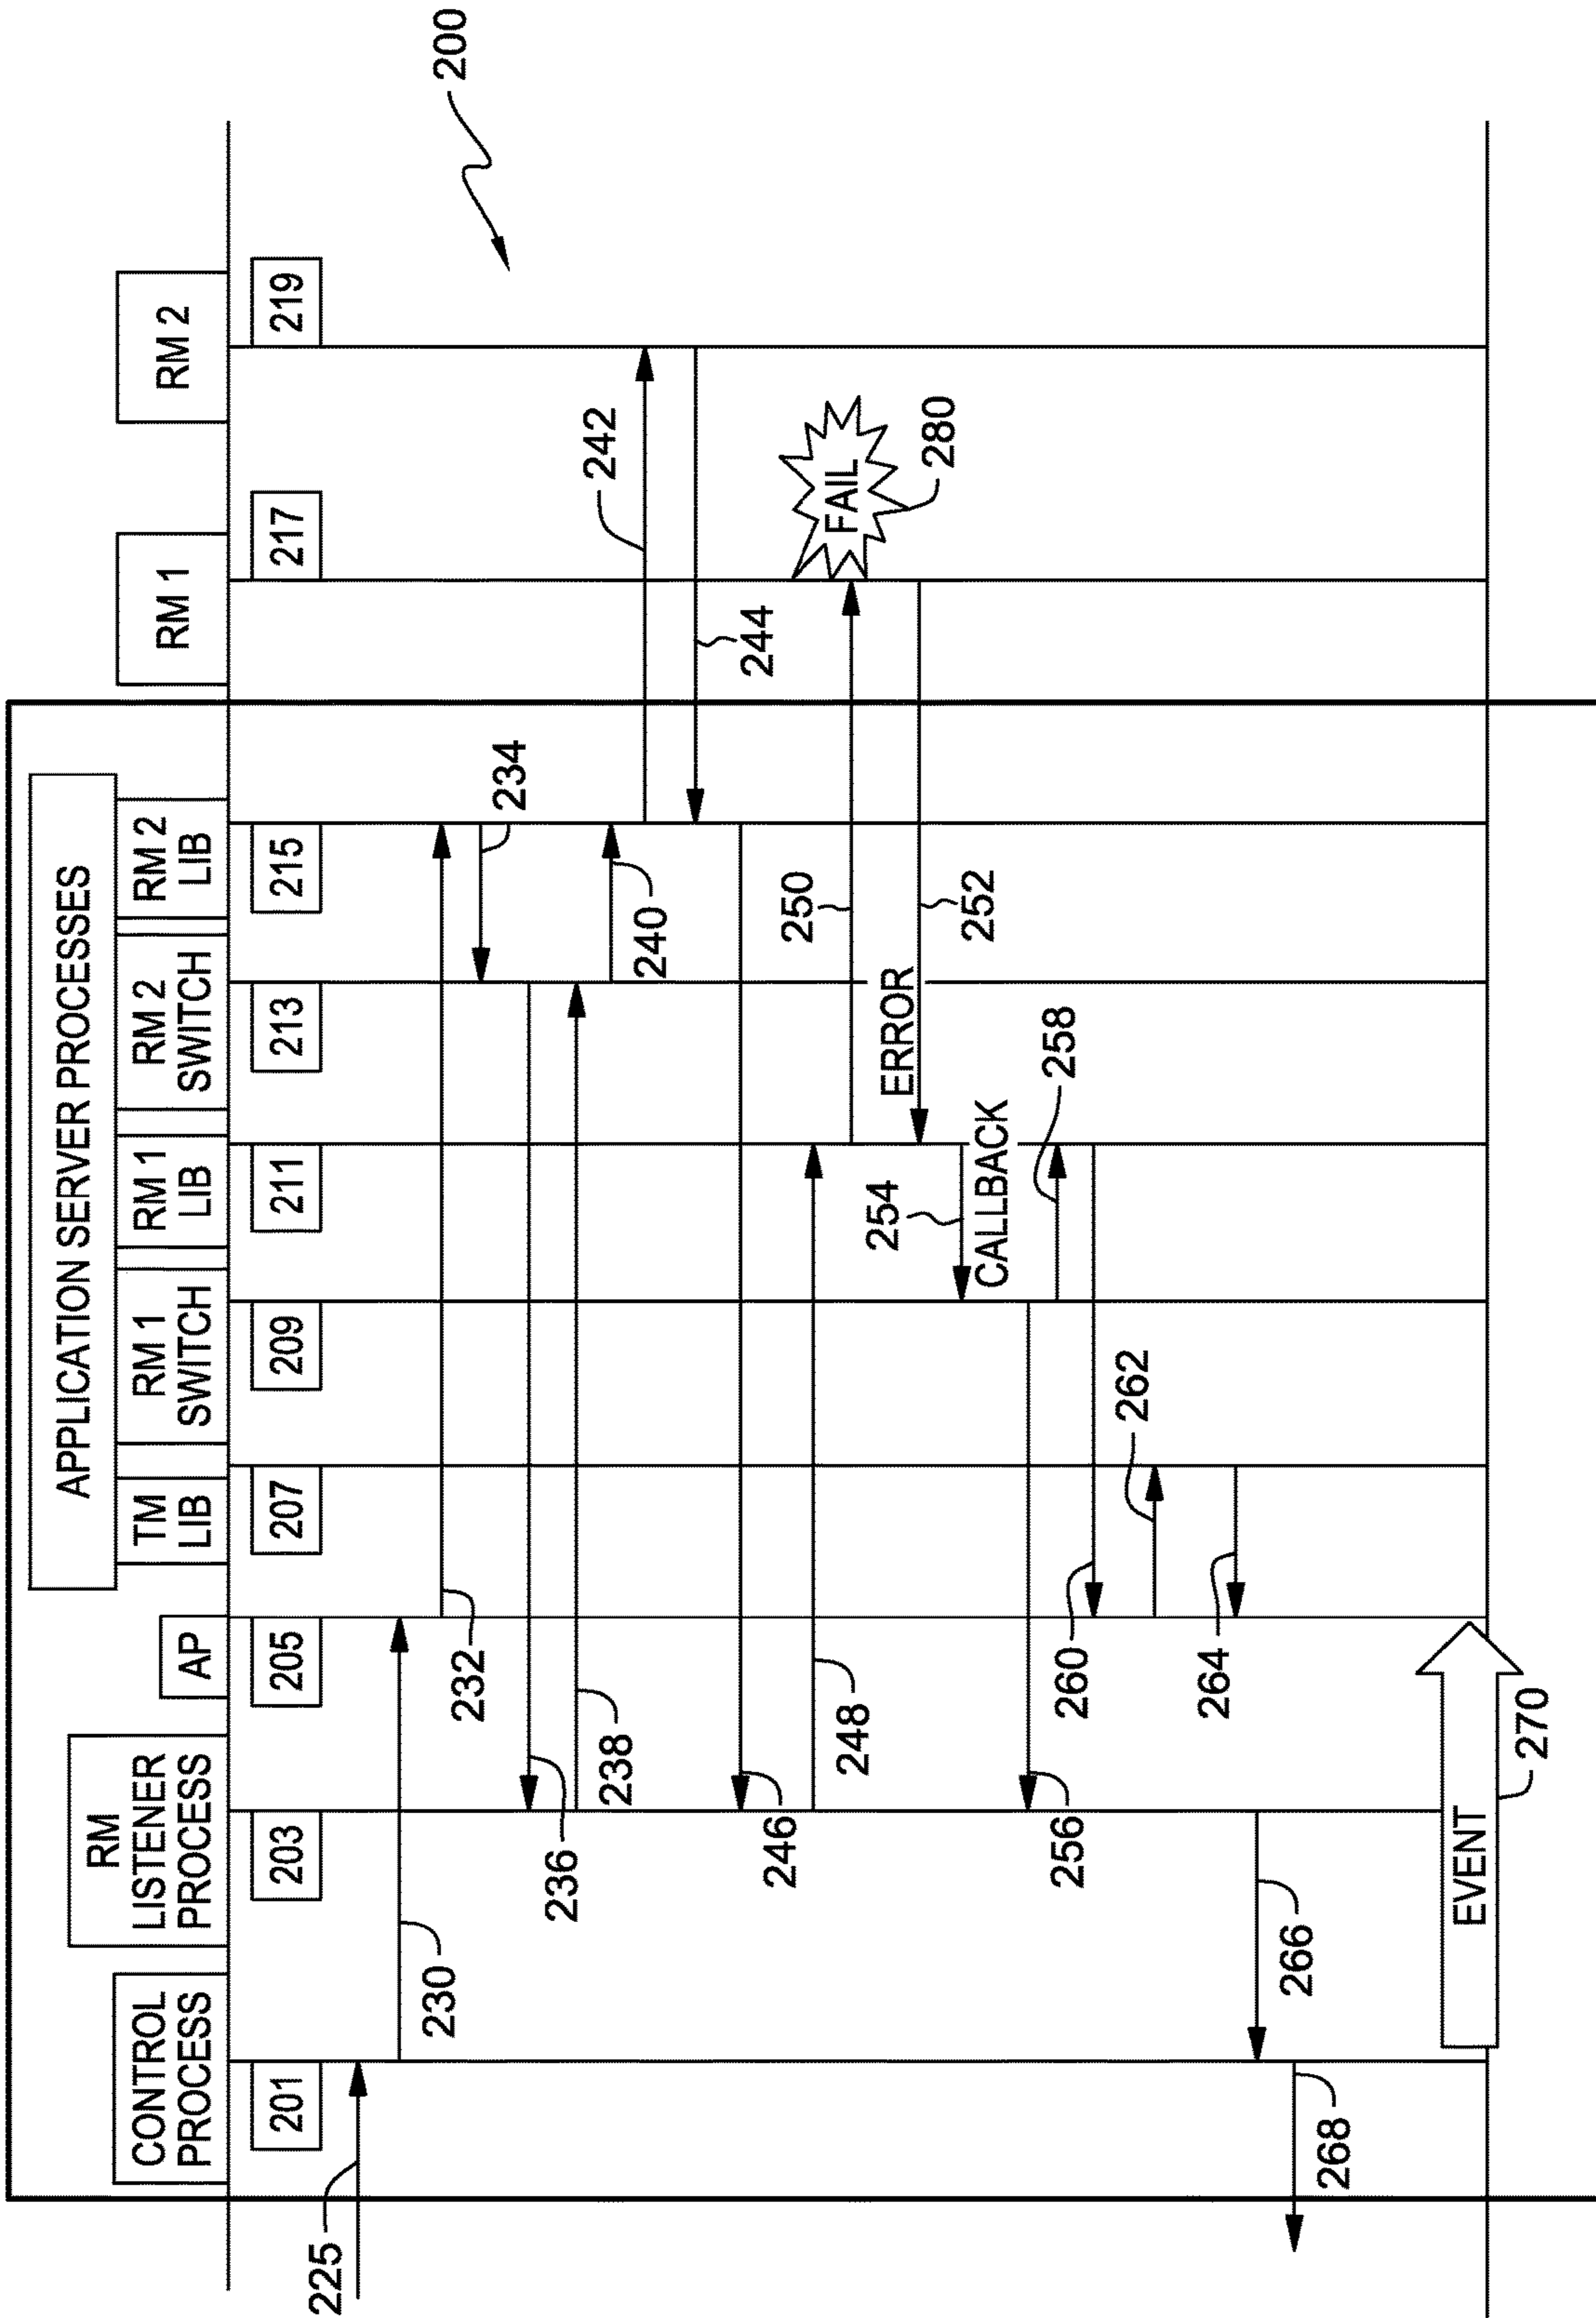 APPLICATION SERVER PROCESSES
CONTROL
PROCESS
RM
LISTENER
PROCESS
AP
TM
LIB
RM 1
SWITCH
RM 1
LIB
RM 2
SWITCH
RM 2
LIB
RM 1
RM 2
201
203
205
207
209
211
213
215
217
219
200
225
230
232
234
236
238
240
242
244
246
248
250
FAIL
280
ERROR
252
254
CALLBACK
256
258
260
262
264
266
268
EVENT
270